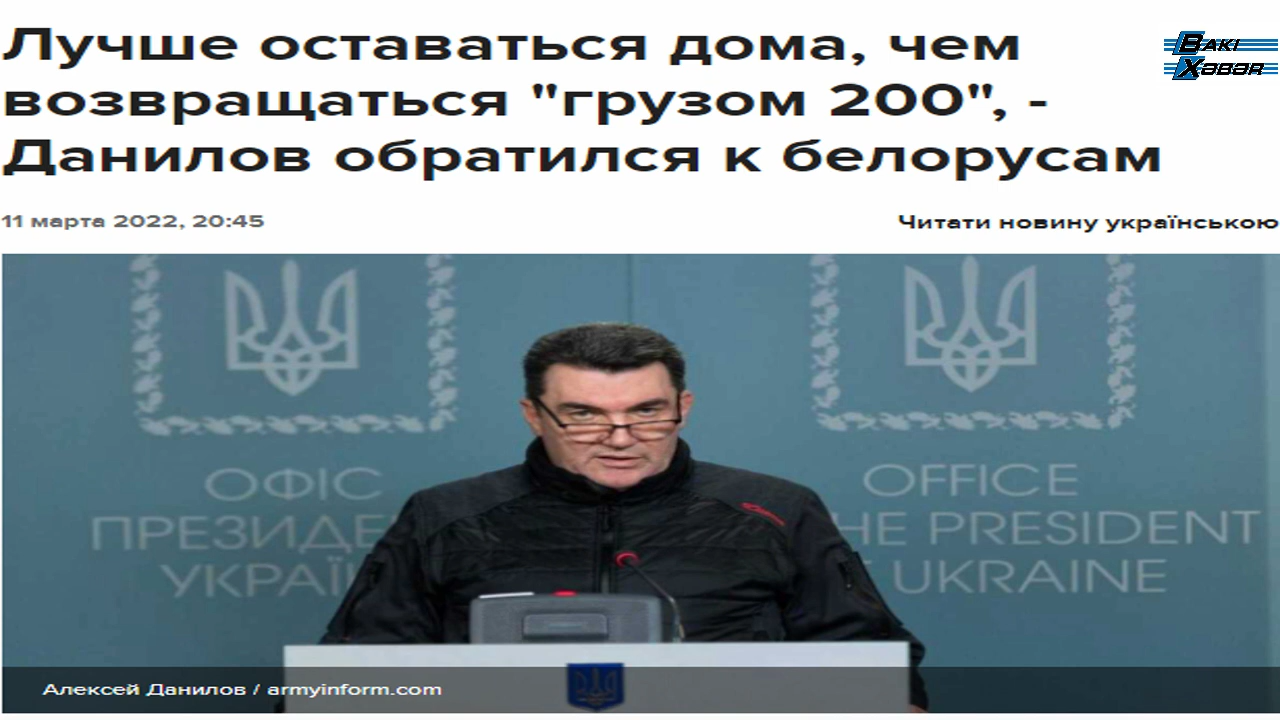 Лучше оставаться дома, чем
возвращаться "грузом 200", -
Данилов обратился к белорусам
BAKI
XƏBƏR
11 марта 2022, 20:45
Читати новину українською
ОФІС
ПРЕЗИДЕ
УКРАЇ
OFFICE
HE PRESIDENT
UKRAINE
Алексей Данилов / armyinform.com